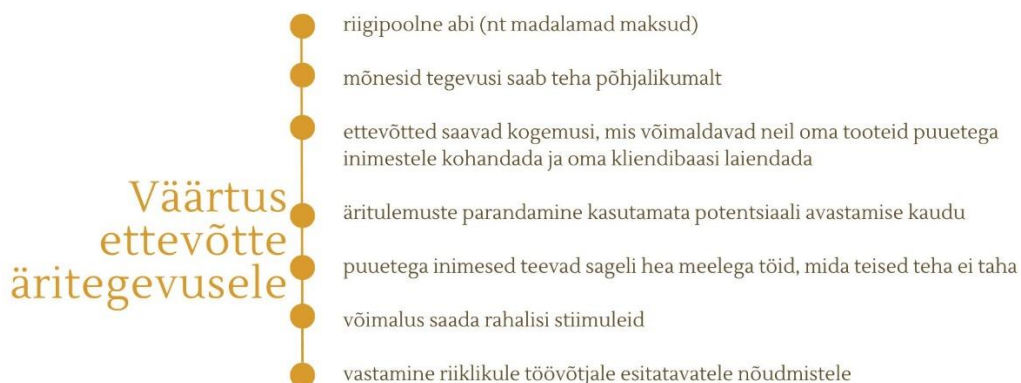 riigipoolne abi (nt madalamad maksud)
mõnesid tegevusi saab teha põhjalikumalt
ettevõtted saavad kogemusi, mis võimaldavad neil oma tooteid puuetega
inimestele kohandada ja oma kliendibaasi laiendada
Väärtus
ettevõtte
äritegevusele
äritulemuste parandamine kasutamata potentsiaali avastamise kaudu
puuetega inimesed teevad sageli hea meelega töid, mida teised teha ei taha
võimalus saada rahalisi stiimuleid
vastamine riiklikule töövõtjale esitatavatele nõudmistele